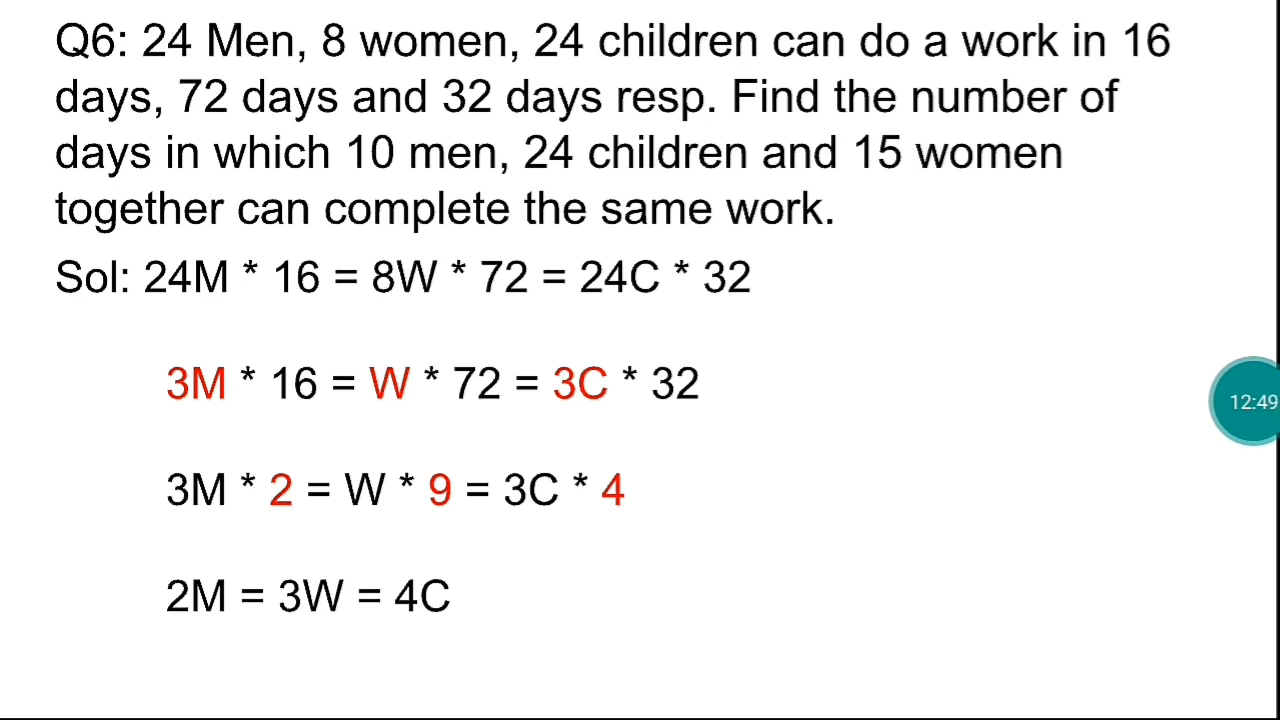 Q6: 24 Men, 8 women, 24 children can do a work in 16
days, 72 days and 32 days resp. Find the number of
days in which 10 men, 24 children and 15 women
together can complete the same work.
Sol: 24M * 16 = 8W * 72 = 24C * 32
3M * 16 = W * 72 = 3C * 32
12:49
3M * 2 = W * 9 = 3C * 4
2M = 3W = 4C